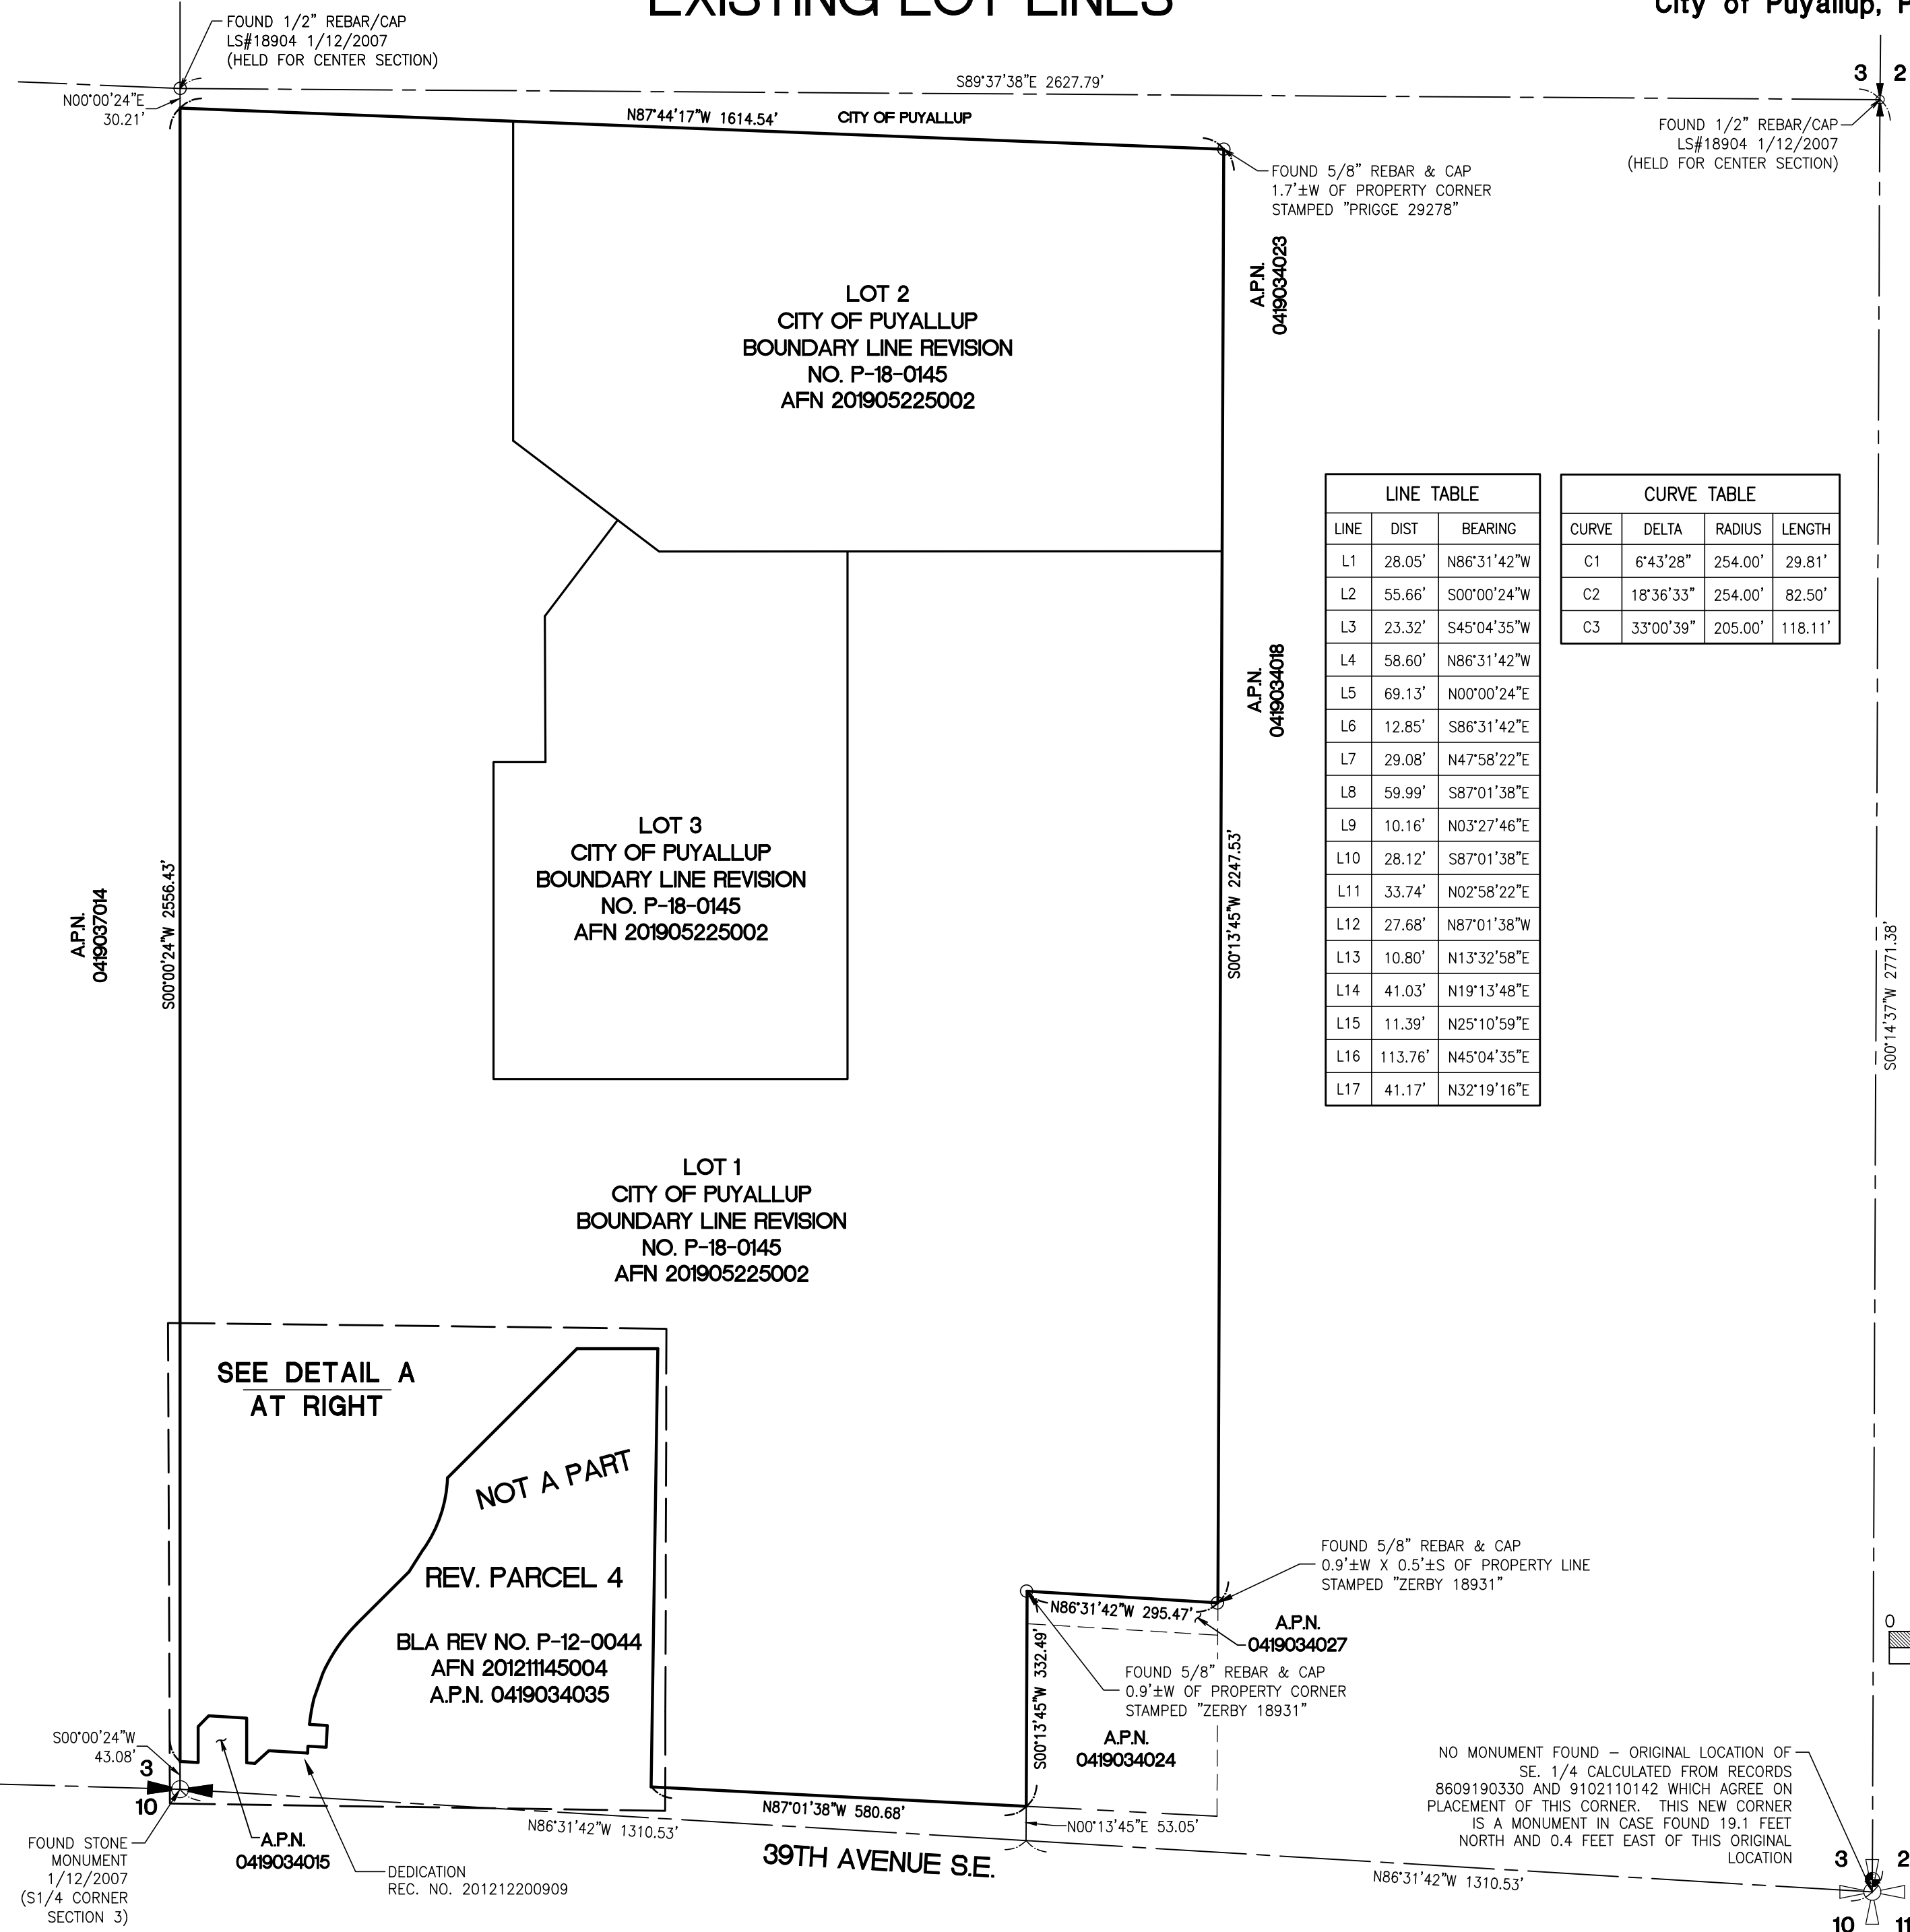 EXISTING LOT LINES
City of Puyallup, P
FOUND 1/2" REBAR/CAP
LS#18904 1/12/2007
(HELD FOR CENTER SECTION)
N00°00'24"E
30.21'
S89°37'38"E 2627.79'
N87°44'17"W 1614.54'
CITY OF PUYALLUP
3 2
FOUND 1/2" REBAR/CAP
LS#18904 1/12/2007
(HELD FOR CENTER SECTION)
FOUND 5/8" REBAR & CAP
1.7'±W OF PROPERTY CORNER
STAMPED "PRIGGE 29278"
A.P.N.
0419034023
LOT 2
CITY OF PUYALLUP
BOUNDARY LINE REVISION
NO. P-18-0145
AFN 201905225002
LINE TABLE
LINE DIST BEARING
L1 28.05' N86°31'42"W
L2 55.66' S00°00'24"W
L3 23.32' S45°04'35"W
L4 58.60' N86°31'42"W
L5 69.13' N00°00'24"E
L6 12.85' S86°31'42"E
L7 29.08' N47°58'22"E
L8 59.99' S87°01'38"E
L9 10.16' N03°27'46"E
L10 28.12' S87°01'38"E
L11 33.74' N02°58'22"E
L12 27.68' N87°01'38"W
L13 10.80' N13°32'58"E
L14 41.03' N19°13'48"E
L15 11.39' N25°10'59"E
L16 113.76' N45°04'35"E
L17 41.17' N32°19'16"E
CURVE TABLE
CURVE DELTA RADIUS LENGTH
C1 6°43'28" 254.00' 29.81'
C2 18°36'33" 254.00' 82.50'
C3 33°00'39" 205.00' 118.11'
A.P.N.
0419034018
LOT 3
CITY OF PUYALLUP
BOUNDARY LINE REVISION
NO. P-18-0145
AFN 201905225002
A.P.N.
0419037014
S00°00'24"W 2556.43'
S00°13'45"W 2247.53'
S00°14'37"W 2771.38'
LOT 1
CITY OF PUYALLUP
BOUNDARY LINE REVISION
NO. P-18-0145
AFN 201905225002
SEE DETAIL A
AT RIGHT
NOT A PART
REV. PARCEL 4
BLA REV NO. P-12-0044
AFN 201211145004
A.P.N. 0419034035
FOUND 5/8" REBAR & CAP
0.9'±W X 0.5'±S OF PROPERTY LINE
STAMPED "ZERBY 18931"
N86°31'42"W 295.47'
A.P.N.
0419034027
FOUND 5/8" REBAR & CAP
0.9'±W OF PROPERTY CORNER
STAMPED "ZERBY 18931"
S00°13'45"W 332.49'
A.P.N.
0419034024
0
S00°00'24"W
43.08'
3
10
FOUND STONE
MONUMENT
1/12/2007
(S1/4 CORNER
SECTION 3)
A.P.N.
0419034015
DEDICATION
REC. NO. 201212200909
N87°01'38"W 580.68'
N86°31'42"W 1310.53'
N00°13'45"E 53.05'
39TH AVENUE S.E.
NO MONUMENT FOUND – ORIGINAL LOCATION OF
SE. 1/4 CALCULATED FROM RECORDS
8609190330 AND 9102110142 WHICH AGREE ON
PLACEMENT OF THIS CORNER. THIS NEW CORNER
IS A MONUMENT IN CASE FOUND 19.1 FEET
NORTH AND 0.4 FEET EAST OF THIS ORIGINAL
LOCATION
N86°31'42"W 1310.53'
3 2
10 11